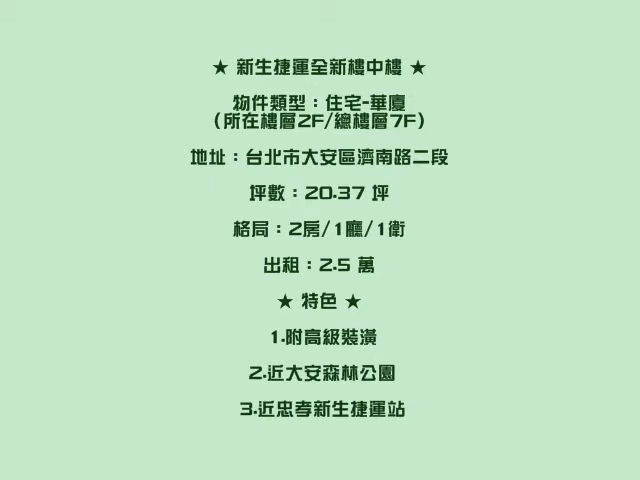 ★ 新生捷運全新樓中樓 ★
物件類型：住宅-華廈
（所在樓層2F/總樓層7F）
地址：台北市大安區濟南路二段
坪數：20.37 坪
格局：2房/1廳/1衛
出租：2.5 萬
★ 特色 ★
1.附高級裝潢
2.近大安森林公園
3.近忠孝新生捷運站